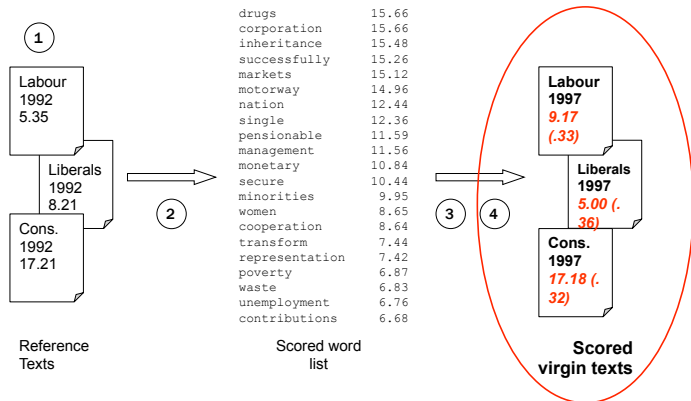 1
Labour
1992
5.35
Liberals
1992
8.21
Cons.
1992
17.21
Reference
Texts
2
drugs 15.66
corporation 15.66
inheritance 15.48
successfully 15.26
markets 15.12
motorway 14.96
nation 12.44
single 12.36
pensionable 11.59
management 11.56
monetary 10.84
secure 10.44
minorities 9.95
women 8.65
cooperation 8.64
transform 7.44
representation 7.42
poverty 6.87
waste 6.83
unemployment 6.76
contributions 6.68
Scored word
list
3 4
Labour
1997
9.17
(.33)
Liberals
1997
5.00 (.
36)
Cons.
1997
17.18 (.
32)
Scored
virgin texts